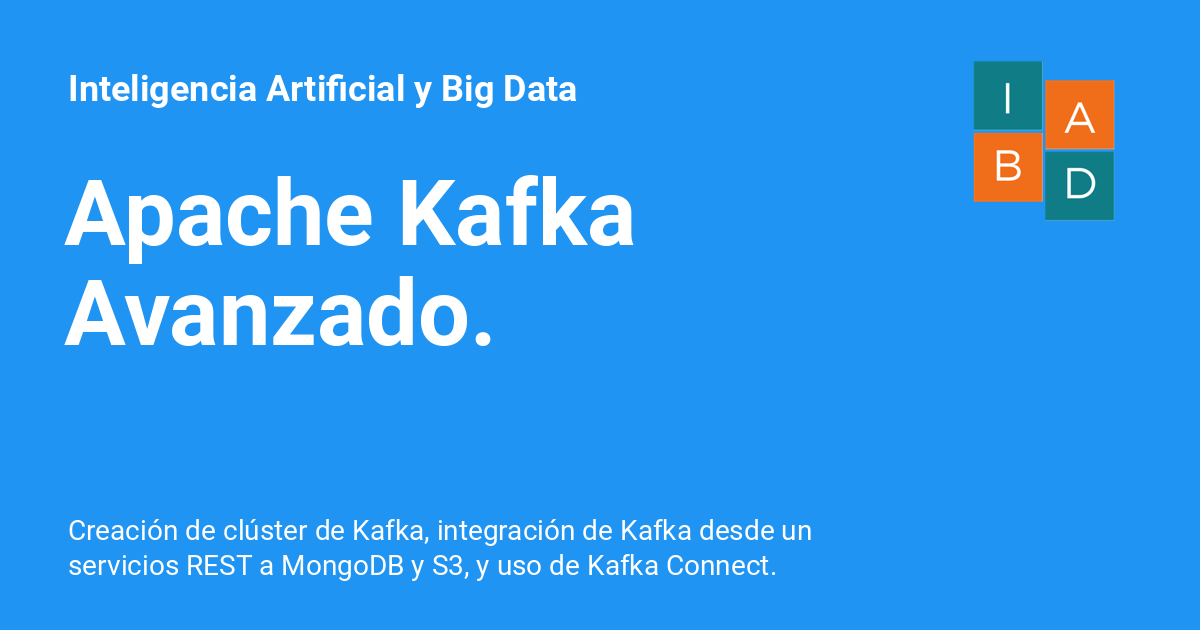 Inteligencia Artificial y Big Data
I A
B D
Apache Kafka
Avanzado.
Creación de clúster de Kafka, integración de Kafka desde un
servicios REST a MongoDB y S3, y uso de Kafka Connect.